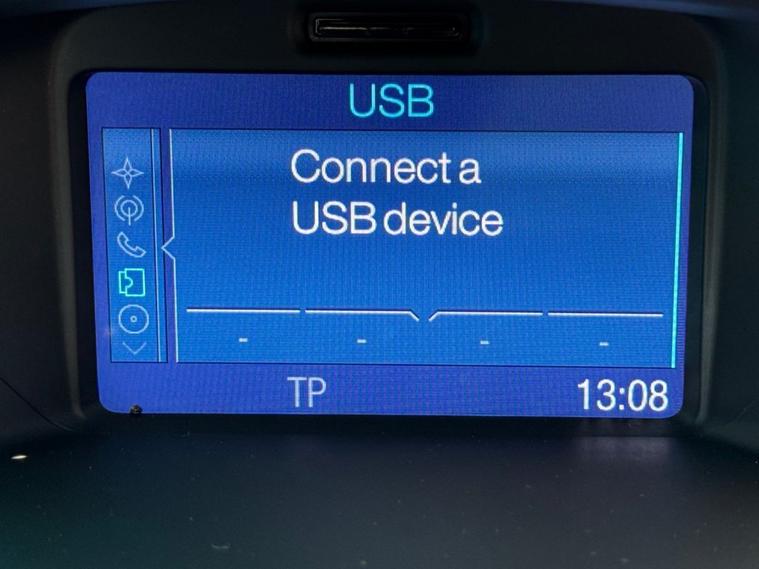 USB
Connect a
USB device
- - - -
TP 13:08